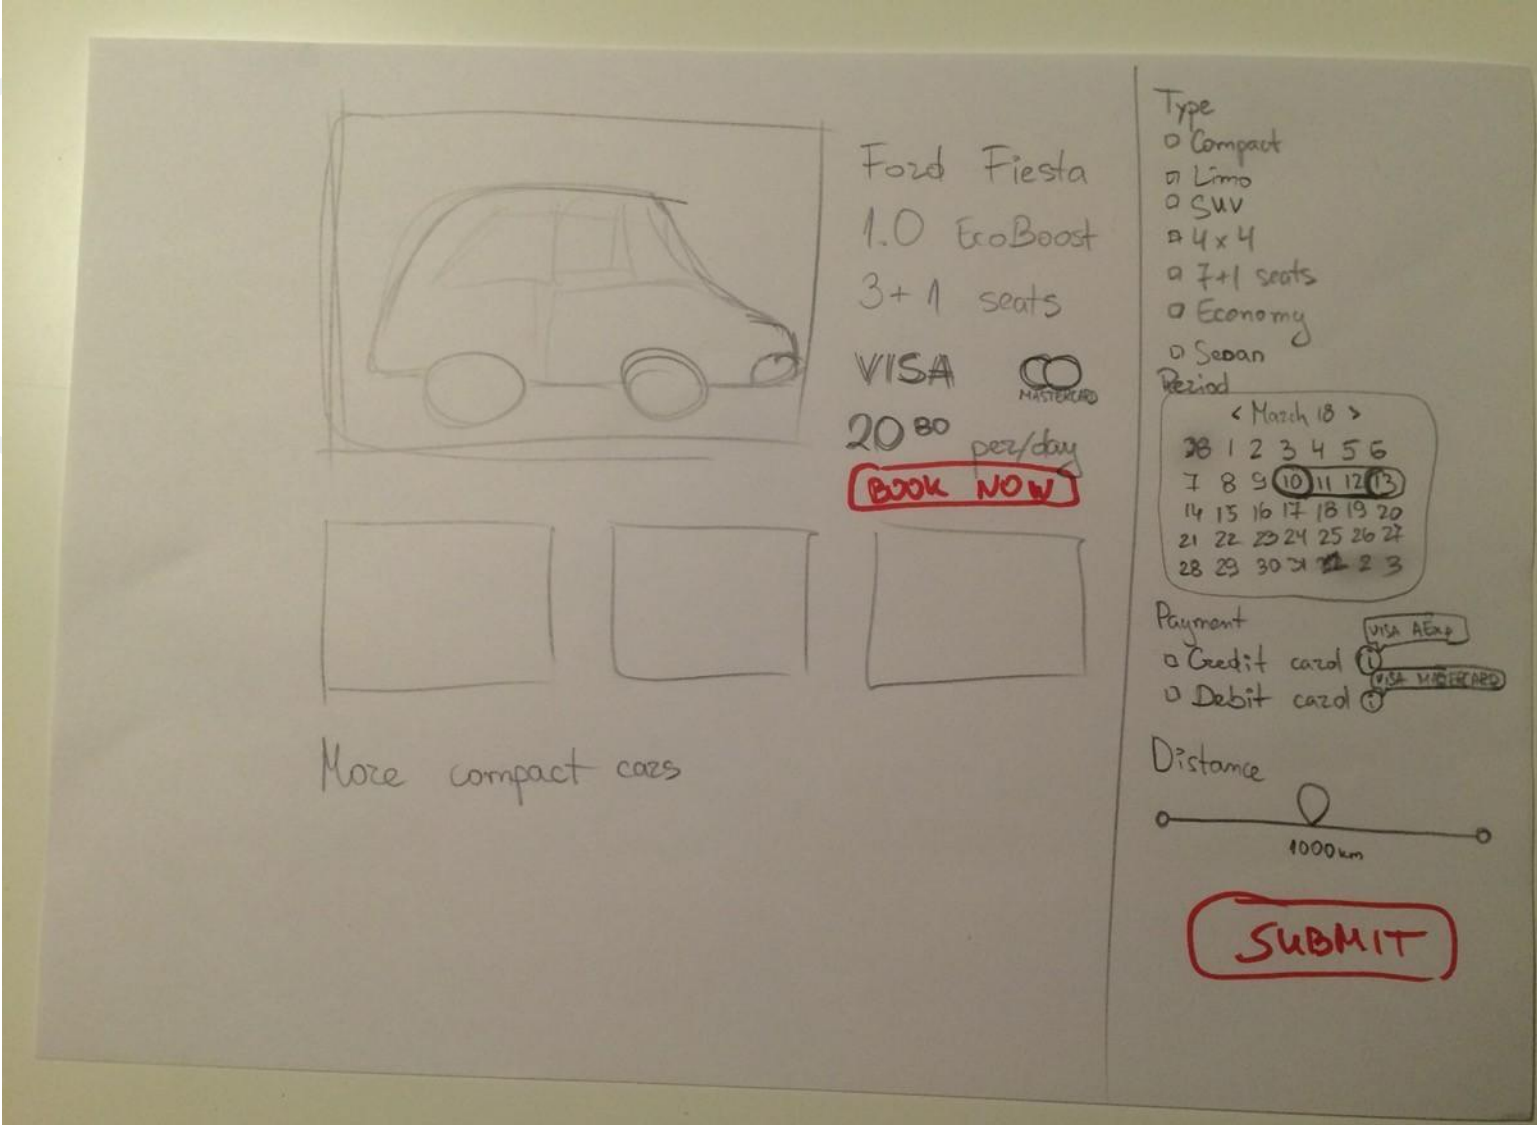 Ford Fiesta
1.0 EcoBoost
3+1 seats
VISA
MASTERCARD
20 80 per/day
BOOK NOW
More compact cars
Type
Compact
Limo
SUV
4x4
7+1 seats
Economy
Sedan
Period
< March 18 >
28 1 2 3 4 5 6
7 8 9 10 11 12 13
14 15 16 17 18 19 20
21 22 23 24 25 26 27
28 29 30 31 2 3
Payment
VISA AExp
Credit card i
VISA MASTERCARD
Debit card i
Distance
1000km
SUBMIT